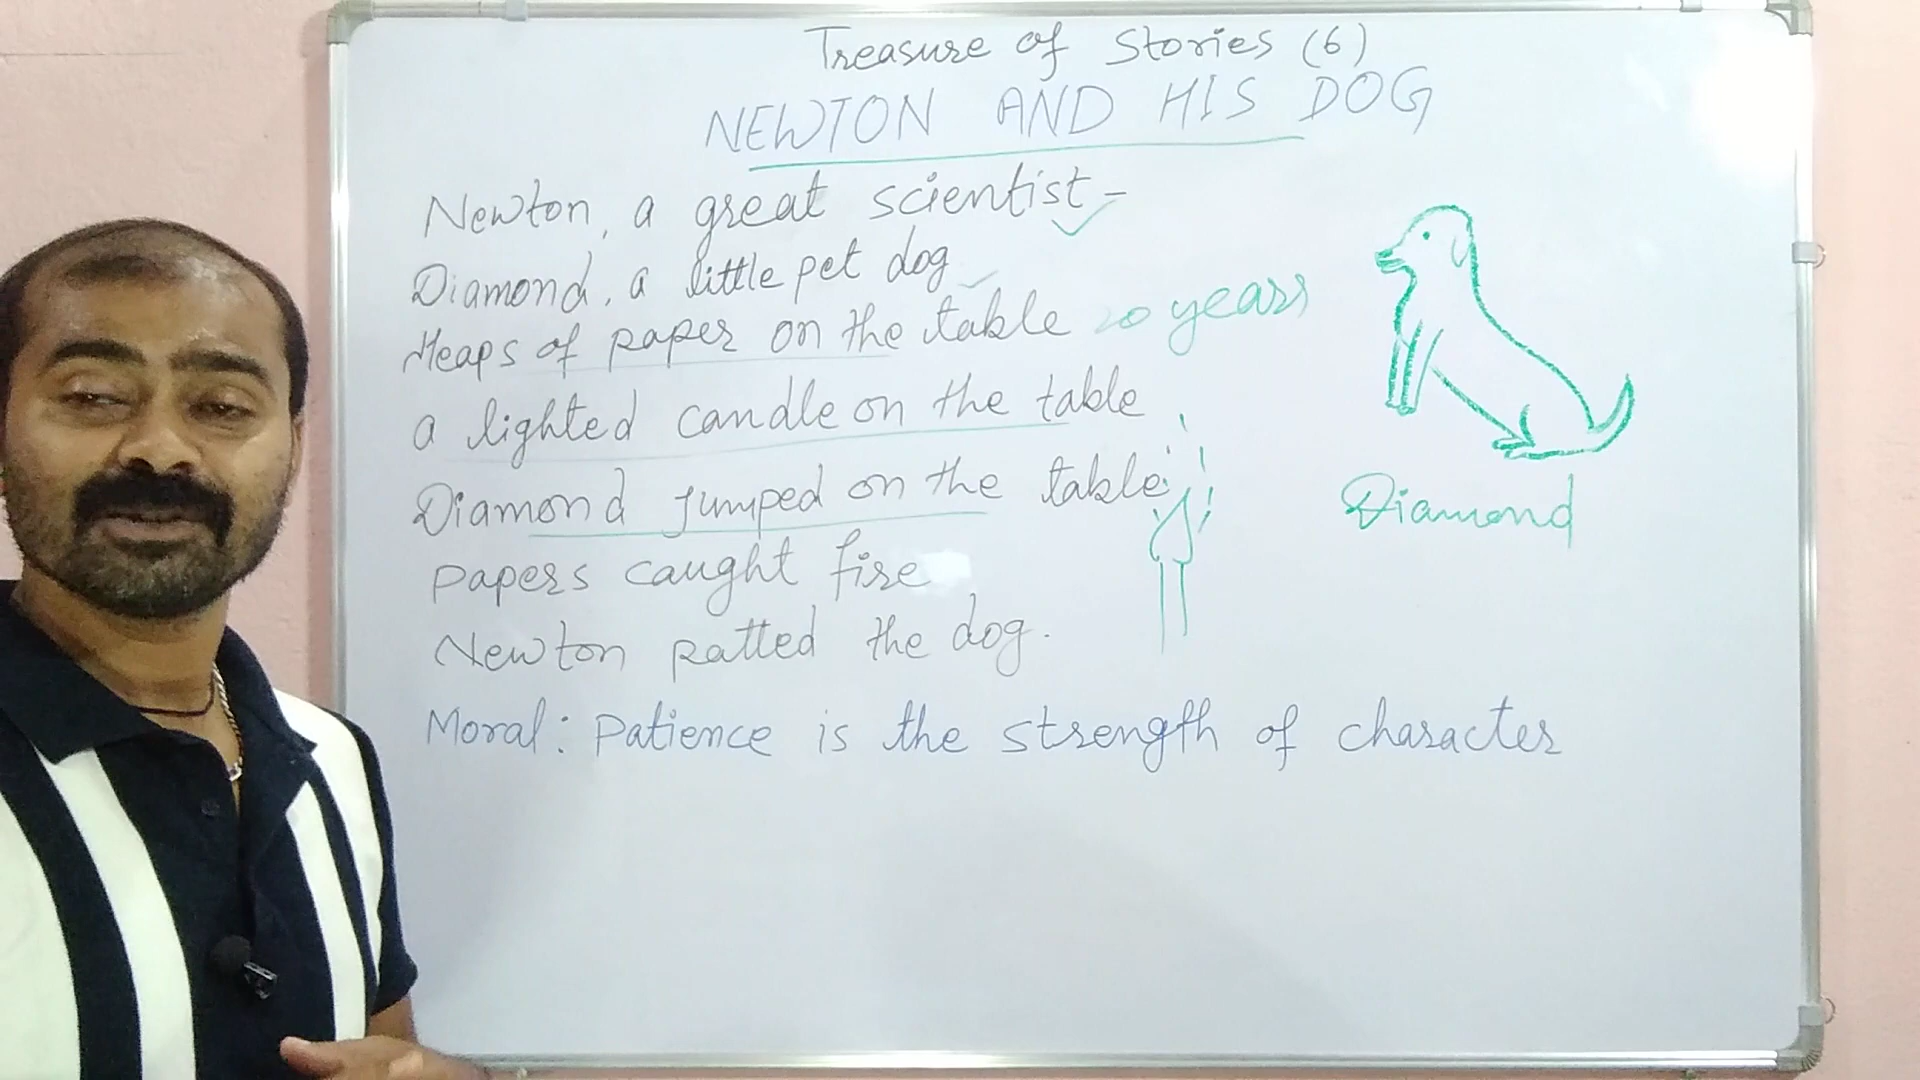 Treasure of Stories (6)
NEWTON AND HIS DOG
Newton, a great scientist -
Diamond, a little pet dog
Heaps of paper on the table 20 years
a lighted candle on the table
Diamond jumped on the table
papers caught fire
Newton patted the dog.
Moral: Patience is the strength of character
Diamond